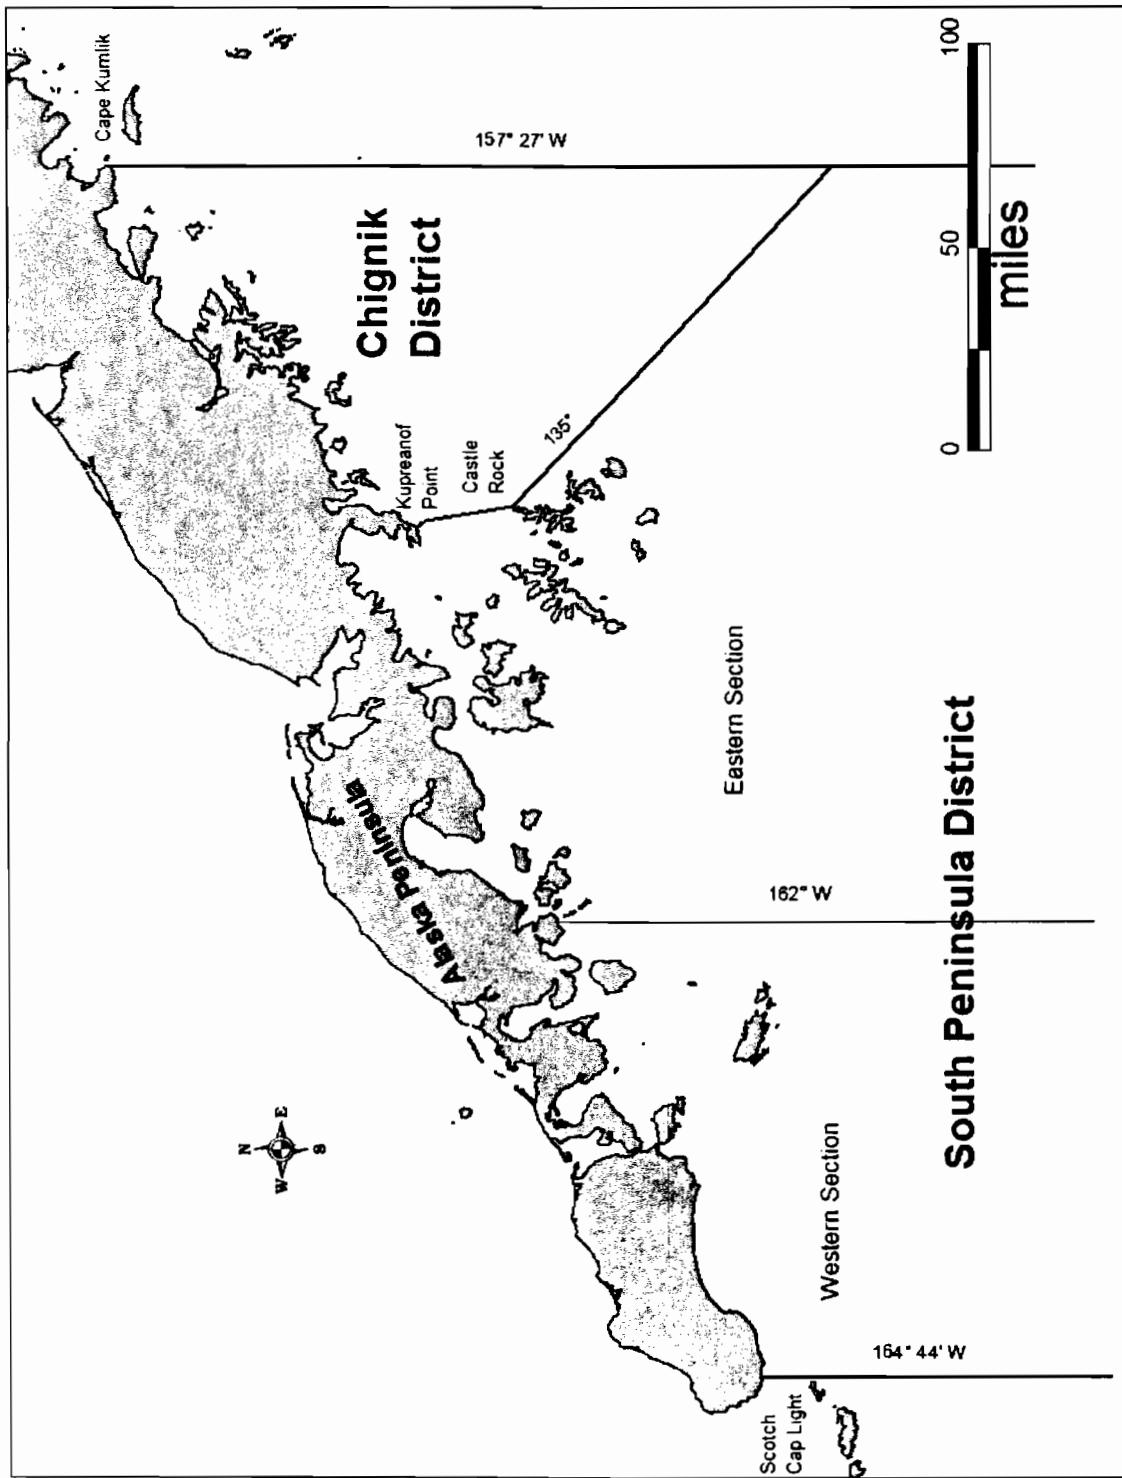 Cape Kumlik
157° 27' W
Chignik
District
Kupreanof
Point
Castle
Rock
135°
0
50
100
miles
Alaska Peninsula
Eastern Section
162° W
South Peninsula District
N
W
E
S
Western Section
164° 44' W
Scotch
Cap Light